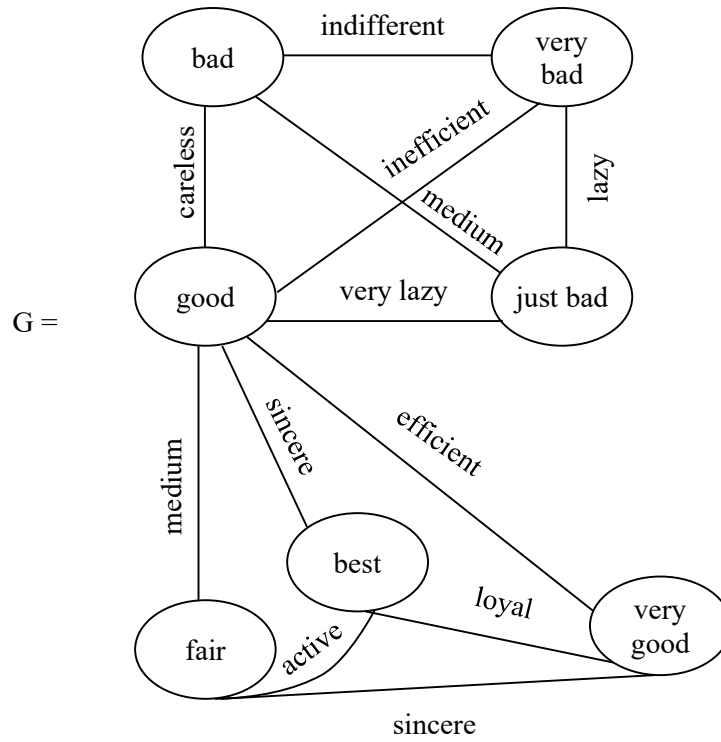 indifferent
bad
very
bad
careless
inefficient
medium
lazy
good
very lazy
just bad
G =
medium
sincere
efficient
best
loyal
very
good
fair
active
sincere